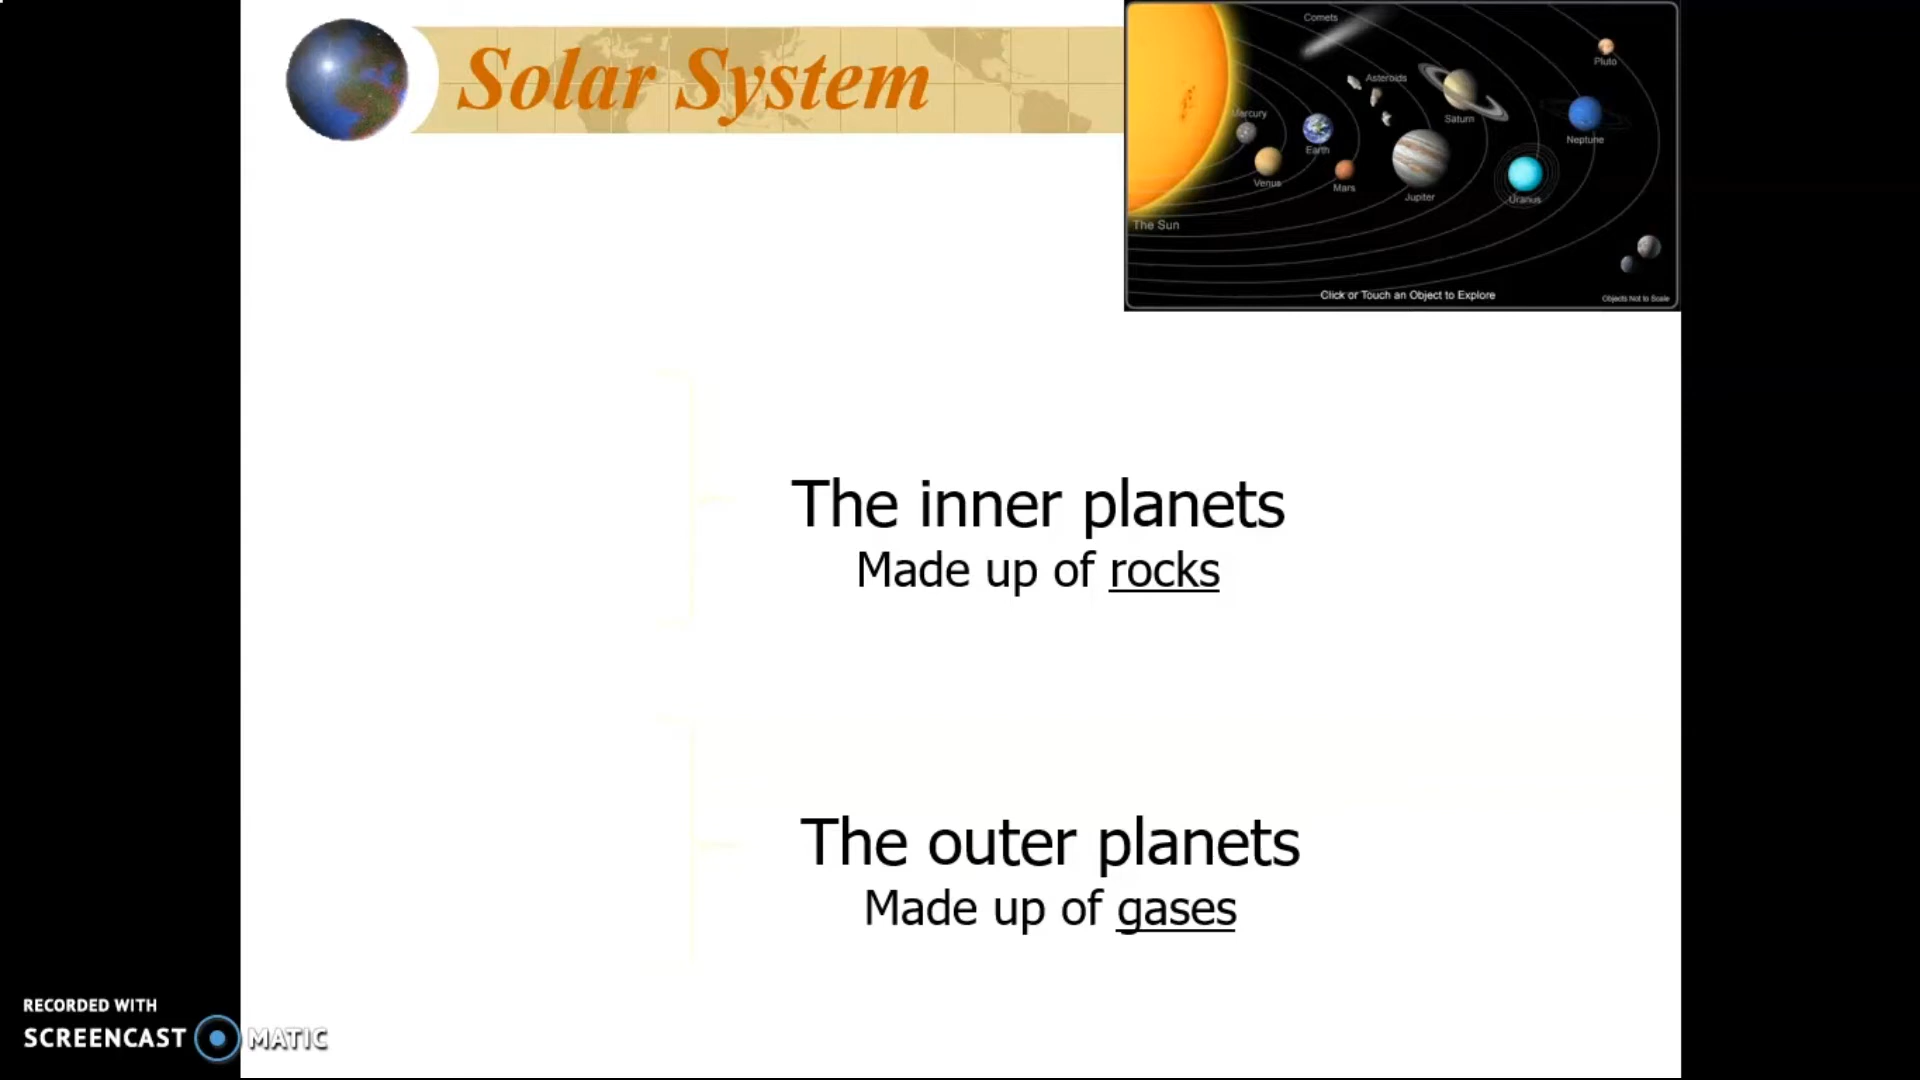 Solar System
Comets
Pluto
Asteroids
Mercury
Saturn
Neptune
Earth
Venus
Mars
Jupiter
Uranus
The Sun
Click or Touch an Object to Explore
Objects Not to Scale
The inner planets
Made up of rocks
The outer planets
Made up of gases
RECORDED WITH
SCREENCAST MATIC